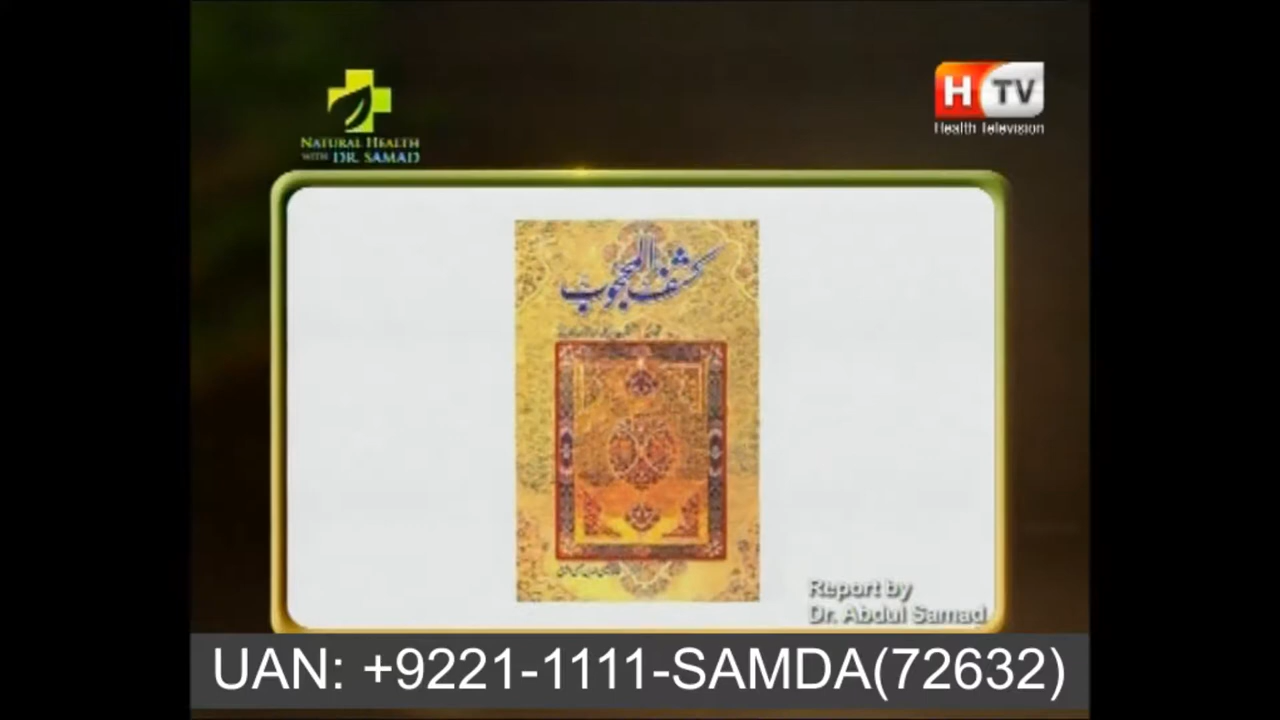 NATURAL HEALTH
WITH DR. SAMAD
H TV
Health Television
كشف المحجوب
Report by
Dr. Abdul Samad
UAN: +9221-1111-SAMDA(72632)